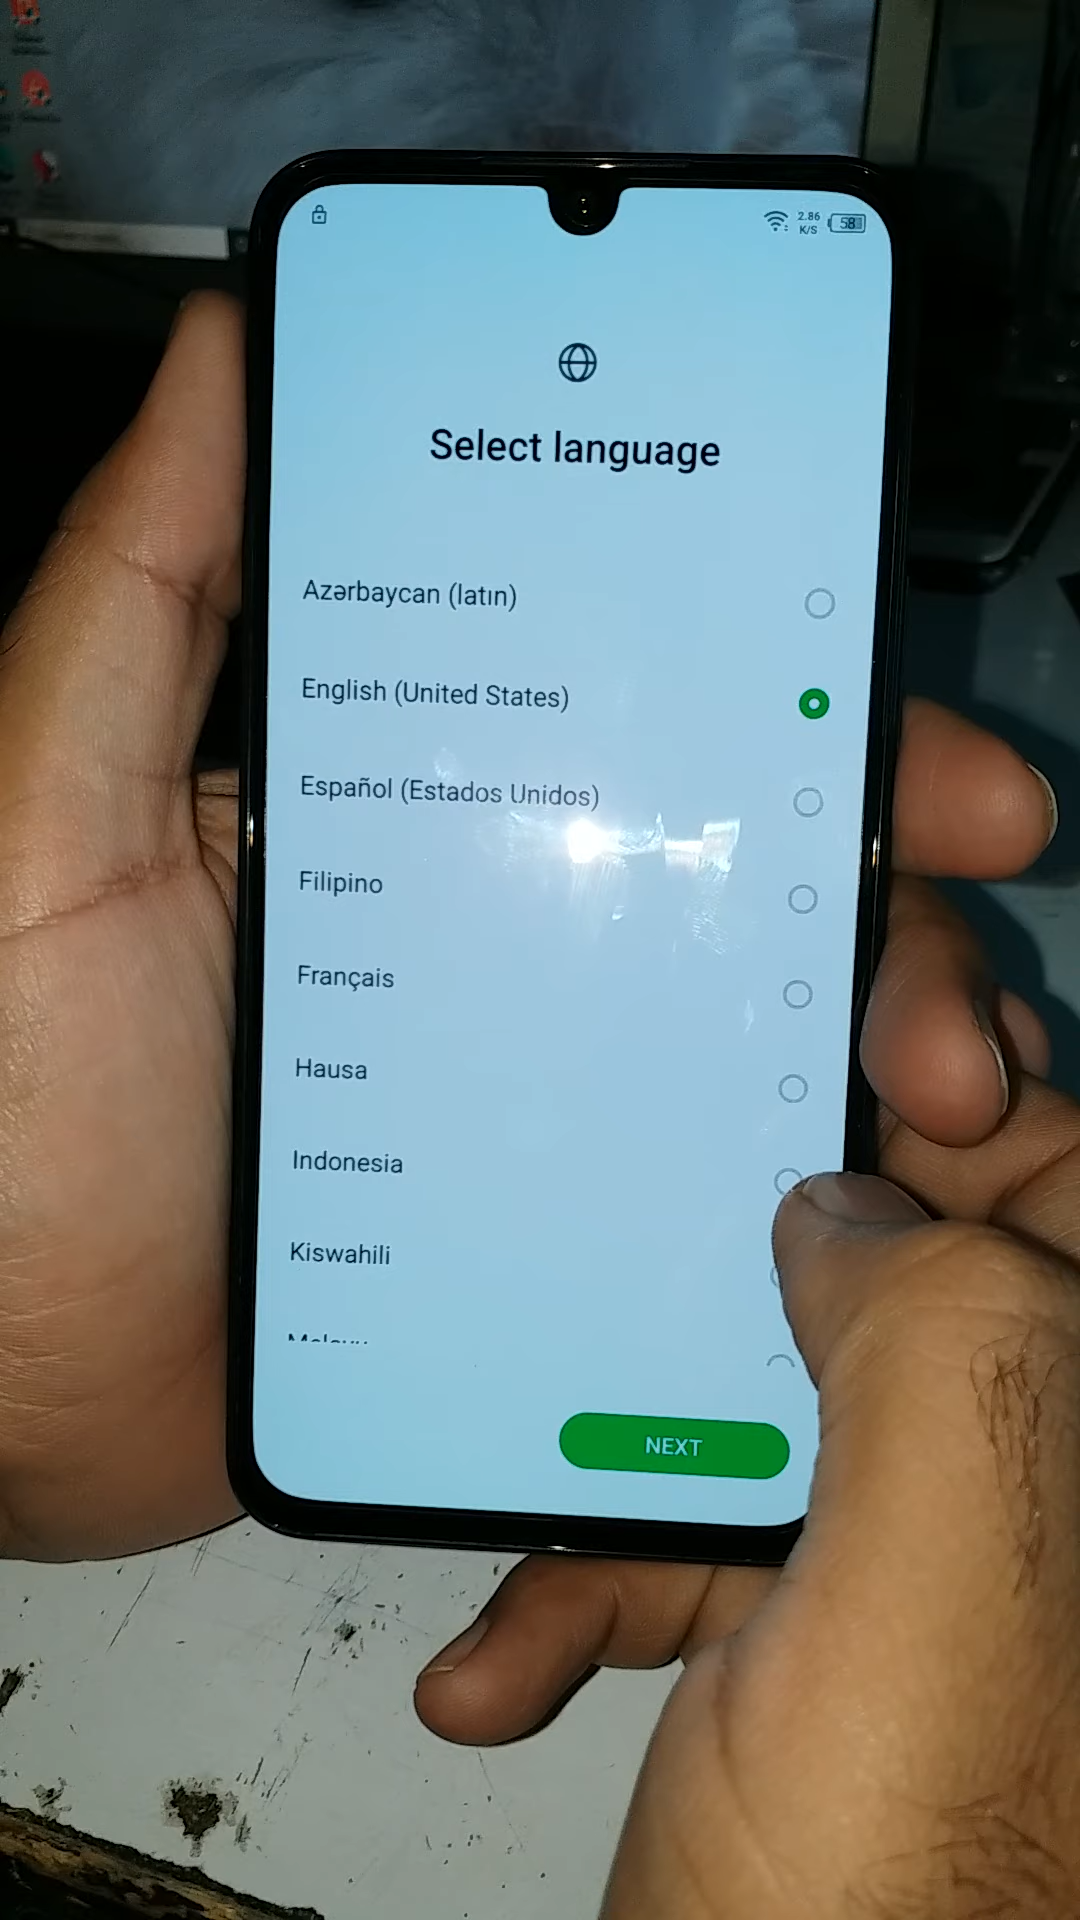 2.86
K/S
58
Select language
Azərbaycan (latın)
English (United States)
Español (Estados Unidos)
Filipino
Français
Hausa
Indonesia
Kiswahili
NEXT